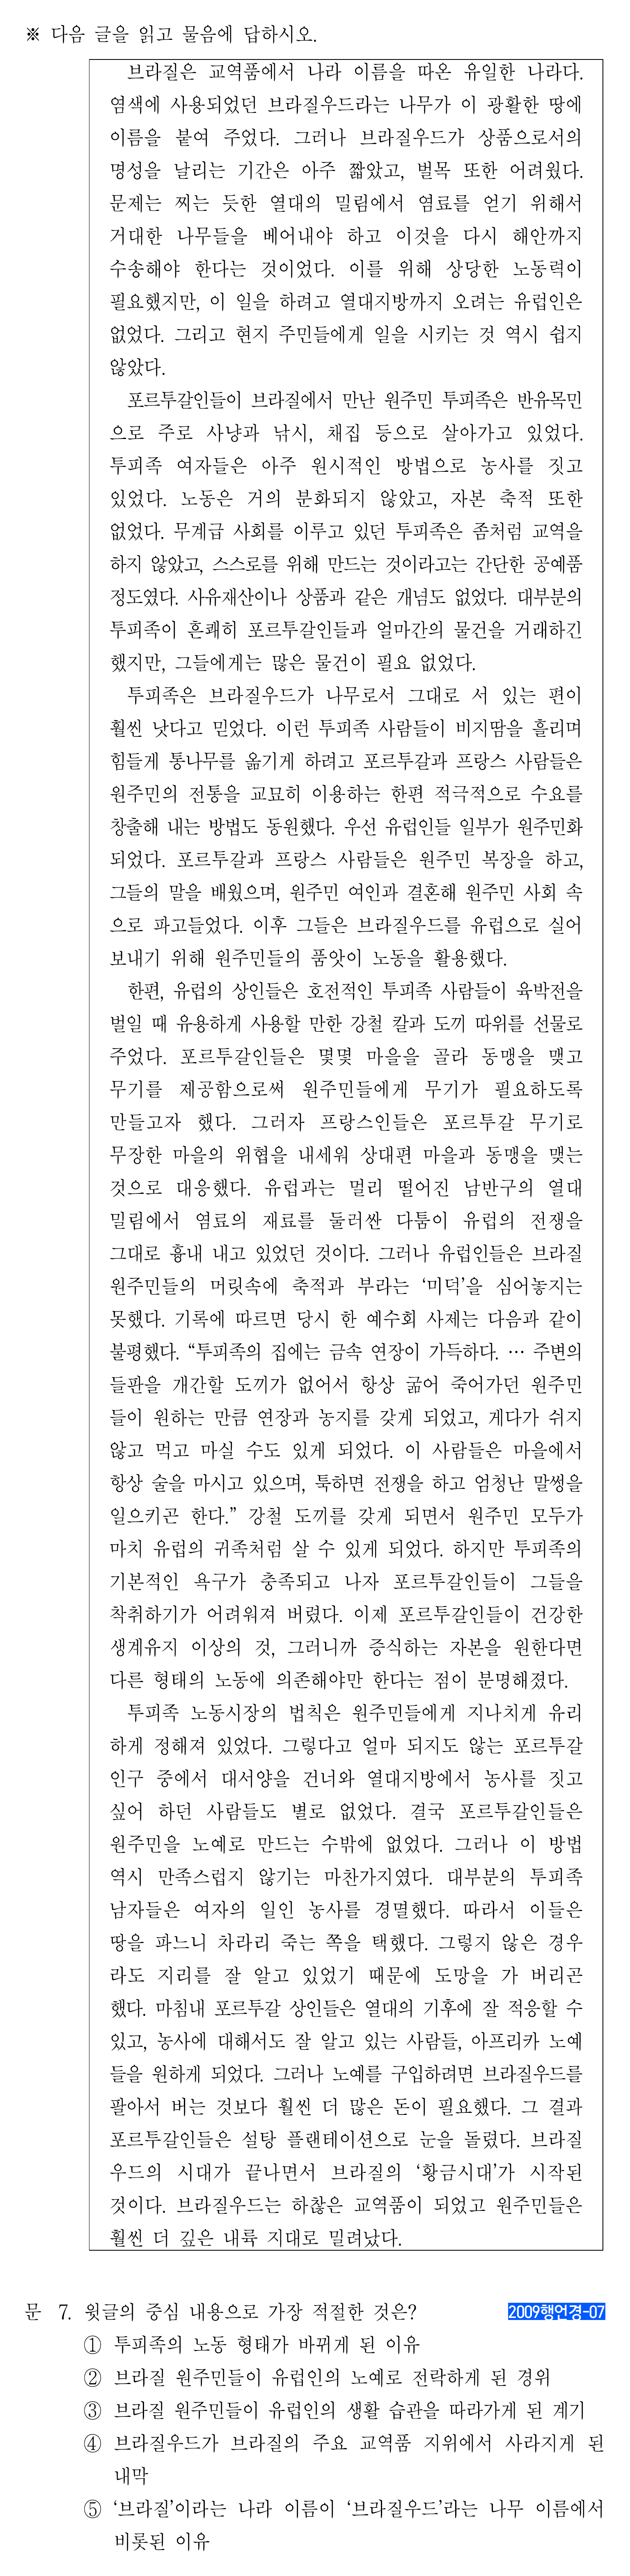 ※ 다음 글을 읽고 물음에 답하시오.
브라질은 교역품에서 나라 이름을 따온 유일한 나라다.
염색에 사용되었던 브라질우드라는 나무가 이 광활한 땅에
이름을 붙여 주었다. 그러나 브라질우드가 상품으로서의
명성을 날리는 기간은 아주 짧았고, 벌목 또한 어려웠다.
문제는 찌는 듯한 열대의 밀림에서 염료를 얻기 위해서
거대한 나무들을 베어내야 하고 이것을 다시 해안까지
수송해야 한다는 것이었다. 이를 위해 상당한 노동력이
필요했지만, 이 일을 하려고 열대지방까지 오려는 유럽인은
없었다. 그리고 현지 주민들에게 일을 시키는 것 역시 쉽지
않았다.
포르투갈인들이 브라질에서 만난 원주민 투피족은 반유목민
으로 주로 사냥과 낚시, 채집 등으로 살아가고 있었다.
투피족 여자들은 아주 원시적인 방법으로 농사를 짓고
있었다. 노동은 거의 분화되지 않았고, 자본 축적 또한
없었다. 무계급 사회를 이루고 있던 투피족은 좀처럼 교역을
하지 않았고, 스스로를 위해 만드는 것이라고는 간단한 공예품
정도였다. 사유재산이나 상품과 같은 개념도 없었다. 대부분의
투피족이 흔쾌히 포르투갈인들과 얼마간의 물건을 거래하긴
했지만, 그들에게는 많은 물건이 필요 없었다.
투피족은 브라질우드가 나무로서 그대로 서 있는 편이
훨씬 낫다고 믿었다. 이런 투피족 사람들이 비지땀을 흘리며
힘들게 통나무를 옮기게 하려고 포르투갈과 프랑스 사람들은
원주민의 전통을 교묘히 이용하는 한편 적극적으로 수요를
창출해 내는 방법도 동원했다. 우선 유럽인들 일부가 원주민화
되었다. 포르투갈과 프랑스 사람들은 원주민 복장을 하고,
그들의 말을 배웠으며, 원주민 여인과 결혼해 원주민 사회 속
으로 파고들었다. 이후 그들은 브라질우드를 유럽으로 실어
보내기 위해 원주민들의 품앗이 노동을 활용했다.
한편, 유럽의 상인들은 호전적인 투피족 사람들이 육박전을
벌일 때 유용하게 사용할 만한 강철 칼과 도끼 따위를 선물로
주었다. 포르투갈인들은 몇몇 마을을 골라 동맹을 맺고
무기를 제공함으로써 원주민들에게 무기가 필요하도록
만들고자 했다. 그러자 프랑스인들은 포르투갈 무기로
무장한 마을의 위협을 내세워 상대편 마을과 동맹을 맺는
것으로 대응했다. 유럽과는 멀리 떨어진 남반구의 열대
밀림에서 염료의 재료를 둘러싼 다툼이 유럽의 전쟁을
그대로 흉내 내고 있었던 것이다. 그러나 유럽인들은 브라질
원주민들의 머릿속에 축적과 부라는 ‘미덕’을 심어놓지는
못했다. 기록에 따르면 당시 한 예수회 사제는 다음과 같이
불평했다. “투피족의 집에는 금속 연장이 가득하다. … 주변의
들판을 개간할 도끼가 없어서 항상 굶어 죽어가던 원주민
들이 원하는 만큼 연장과 농지를 갖게 되었고, 게다가 쉬지
않고 먹고 마실 수도 있게 되었다. 이 사람들은 마을에서
항상 술을 마시고 있으며, 툭하면 전쟁을 하고 엄청난 말썽을
일으키곤 한다.” 강철 도끼를 갖게 되면서 원주민 모두가
마치 유럽의 귀족처럼 살 수 있게 되었다. 하지만 투피족의
기본적인 욕구가 충족되고 나자 포르투갈인들이 그들을
착취하기가 어려워져 버렸다. 이제 포르투갈인들이 건강한
생계유지 이상의 것, 그러니까 증식하는 자본을 원한다면
다른 형태의 노동에 의존해야만 한다는 점이 분명해졌다.
투피족 노동시장의 법칙은 원주민들에게 지나치게 유리
하게 정해져 있었다. 그렇다고 얼마 되지도 않는 포르투갈
인구 중에서 대서양을 건너와 열대지방에서 농사를 짓고
싶어 하던 사람들도 별로 없었다. 결국 포르투갈인들은
원주민을 노예로 만드는 수밖에 없었다. 그러나 이 방법
역시 만족스럽지 않기는 마찬가지였다. 대부분의 투피족
남자들은 여자의 일인 농사를 경멸했다. 따라서 이들은
땅을 파느니 차라리 죽는 쪽을 택했다. 그렇지 않은 경우
라도 지리를 잘 알고 있었기 때문에 도망을 가 버리곤
했다. 마침내 포르투갈 상인들은 열대의 기후에 잘 적응할 수
있고, 농사에 대해서도 잘 알고 있는 사람들, 아프리카 노예
들을 원하게 되었다. 그러나 노예를 구입하려면 브라질우드를
팔아서 버는 것보다 훨씬 더 많은 돈이 필요했다. 그 결과
포르투갈인들은 설탕 플랜테이션으로 눈을 돌렸다. 브라질
우드의 시대가 끝나면서 브라질의 ‘황금시대’가 시작된
것이다. 브라질우드는 하찮은 교역품이 되었고 원주민들은
훨씬 더 깊은 내륙 지대로 밀려났다.
문 7. 윗글의 중심 내용으로 가장 적절한 것은? 2009행언경-07
① 투피족의 노동 형태가 바뀌게 된 이유
② 브라질 원주민들이 유럽인의 노예로 전락하게 된 경위
③ 브라질 원주민들이 유럽인의 생활 습관을 따라가게 된 계기
④ 브라질우드가 브라질의 주요 교역품 지위에서 사라지게 된
내막
⑤ ‘브라질’이라는 나라 이름이 ‘브라질우드’라는 나무 이름에서
비롯된 이유